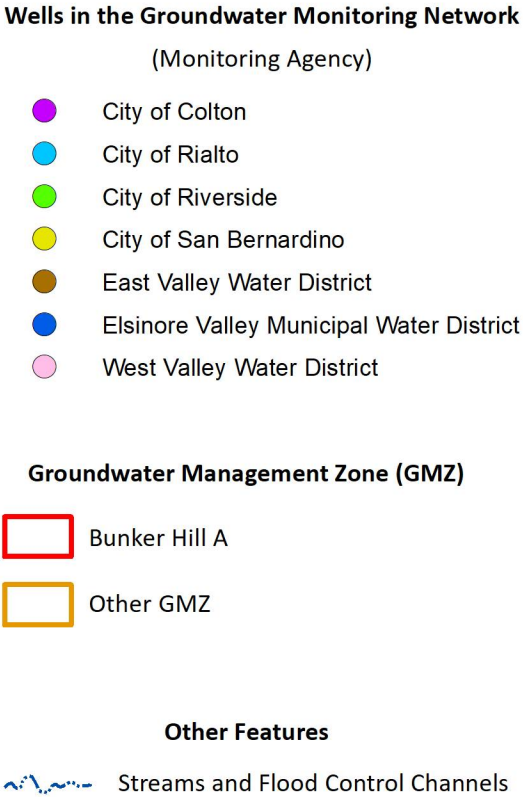 Wells in the Groundwater Monitoring Network
(Monitoring Agency)
City of Colton
City of Rialto
City of Riverside
City of San Bernardino
East Valley Water District
Elsinore Valley Municipal Water District
West Valley Water District
Groundwater Management Zone (GMZ)
Bunker Hill A
Other GMZ
Other Features
Streams and Flood Control Channels